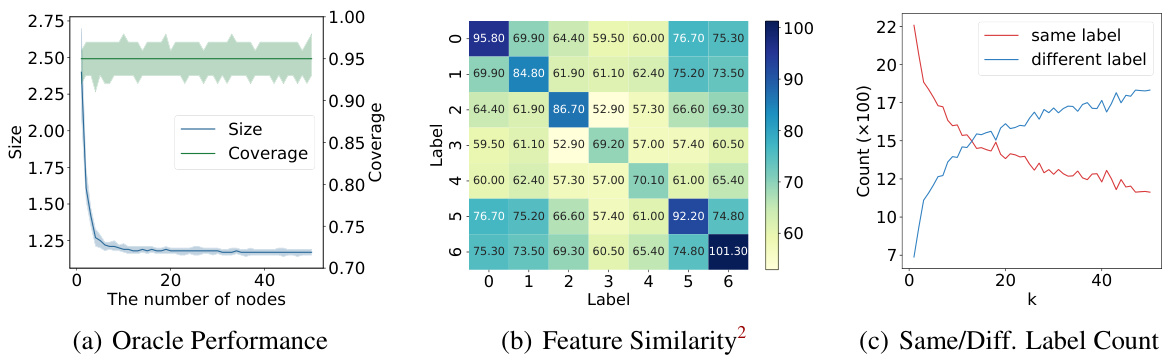 2.75
2.50
2.25
2.00
1.75
1.50
1.25
Size
1.00
0.95
0.90
0.85
0.80
0.75
0.70
Coverage
Size
Coverage
0 20 40
The number of nodes
(a) Oracle Performance
Label
0 95.80 69.90 64.40 59.50 60.00 76.70 75.30
1 69.90 84.80 61.90 61.10 62.40 75.20 73.50
2 64.40 61.90 86.70 52.90 57.30 66.60 69.30
3 59.50 61.10 52.90 69.20 57.00 57.40 60.50
4 60.00 62.40 57.30 57.00 70.10 61.00 65.40
5 76.70 75.20 66.60 57.40 61.00 92.20 74.80
6 75.30 73.50 69.30 60.50 65.40 74.80 101.30
0 1 2 3 4 5 6
Label
100
90
80
70
60
(b) Feature Similarity2
Count (×100)
22
20
17
15
12
10
7
same label
different label
0 20 40
k
(c) Same/Diff. Label Count